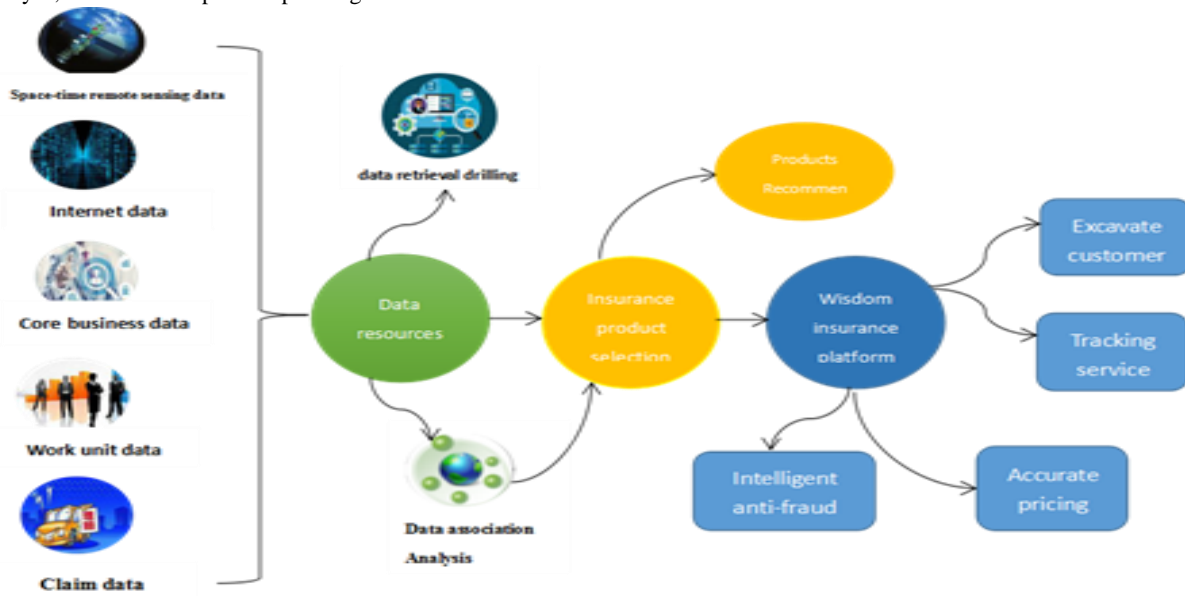 Space-time remote sensing data
Internet data
Core business data
Work unit data
Claim data
data retrieval drilling
Data
resources
Data association
Analysis
Products
Recommen
Insurance
product
selection
Wisdom
insurance
platform
Excavate
customer
Tracking
service
Intelligent
anti-fraud
Accurate
pricing